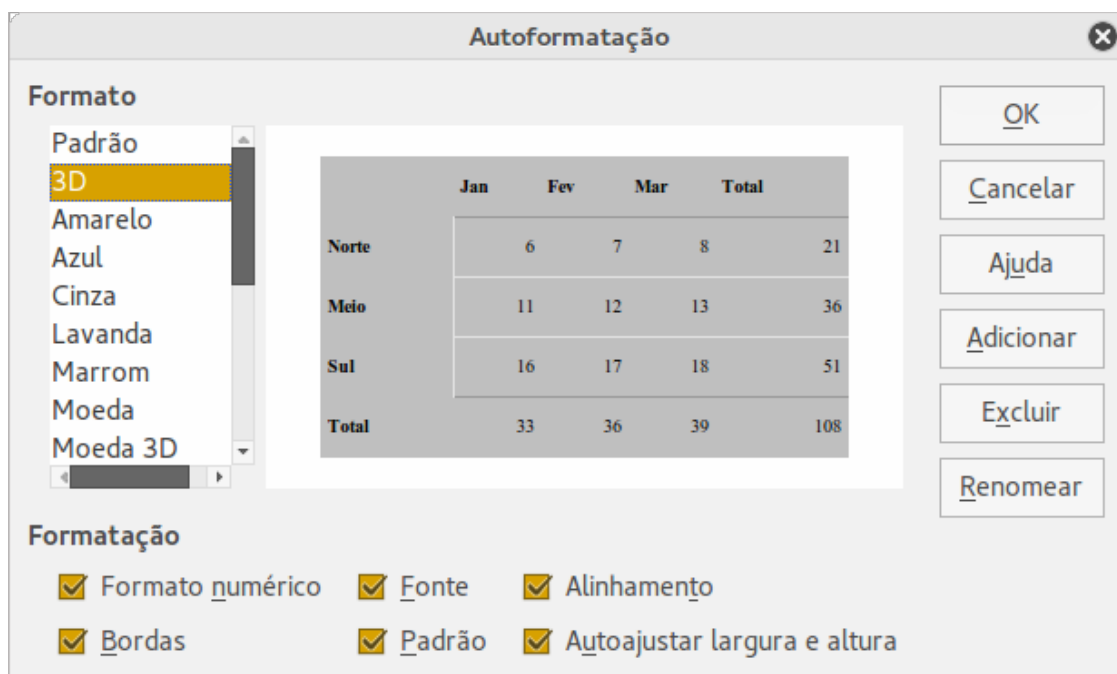 Autoformatação
Formato
Padrão
3D
Amarelo
Azul
Cinza
Lavanda
Marrom
Moeda
Moeda 3D
Jan Fev Mar Total
Norte 6 7 8 21
Meio 11 12 13 36
Sul 16 17 18 51
Total 33 36 39 108
OK
Cancelar
Ajuda
Adicionar
Excluir
Renomear
Formatação
Formato numérico Fonte Alinhamento
Bordas Padrão Autoajustar largura e altura